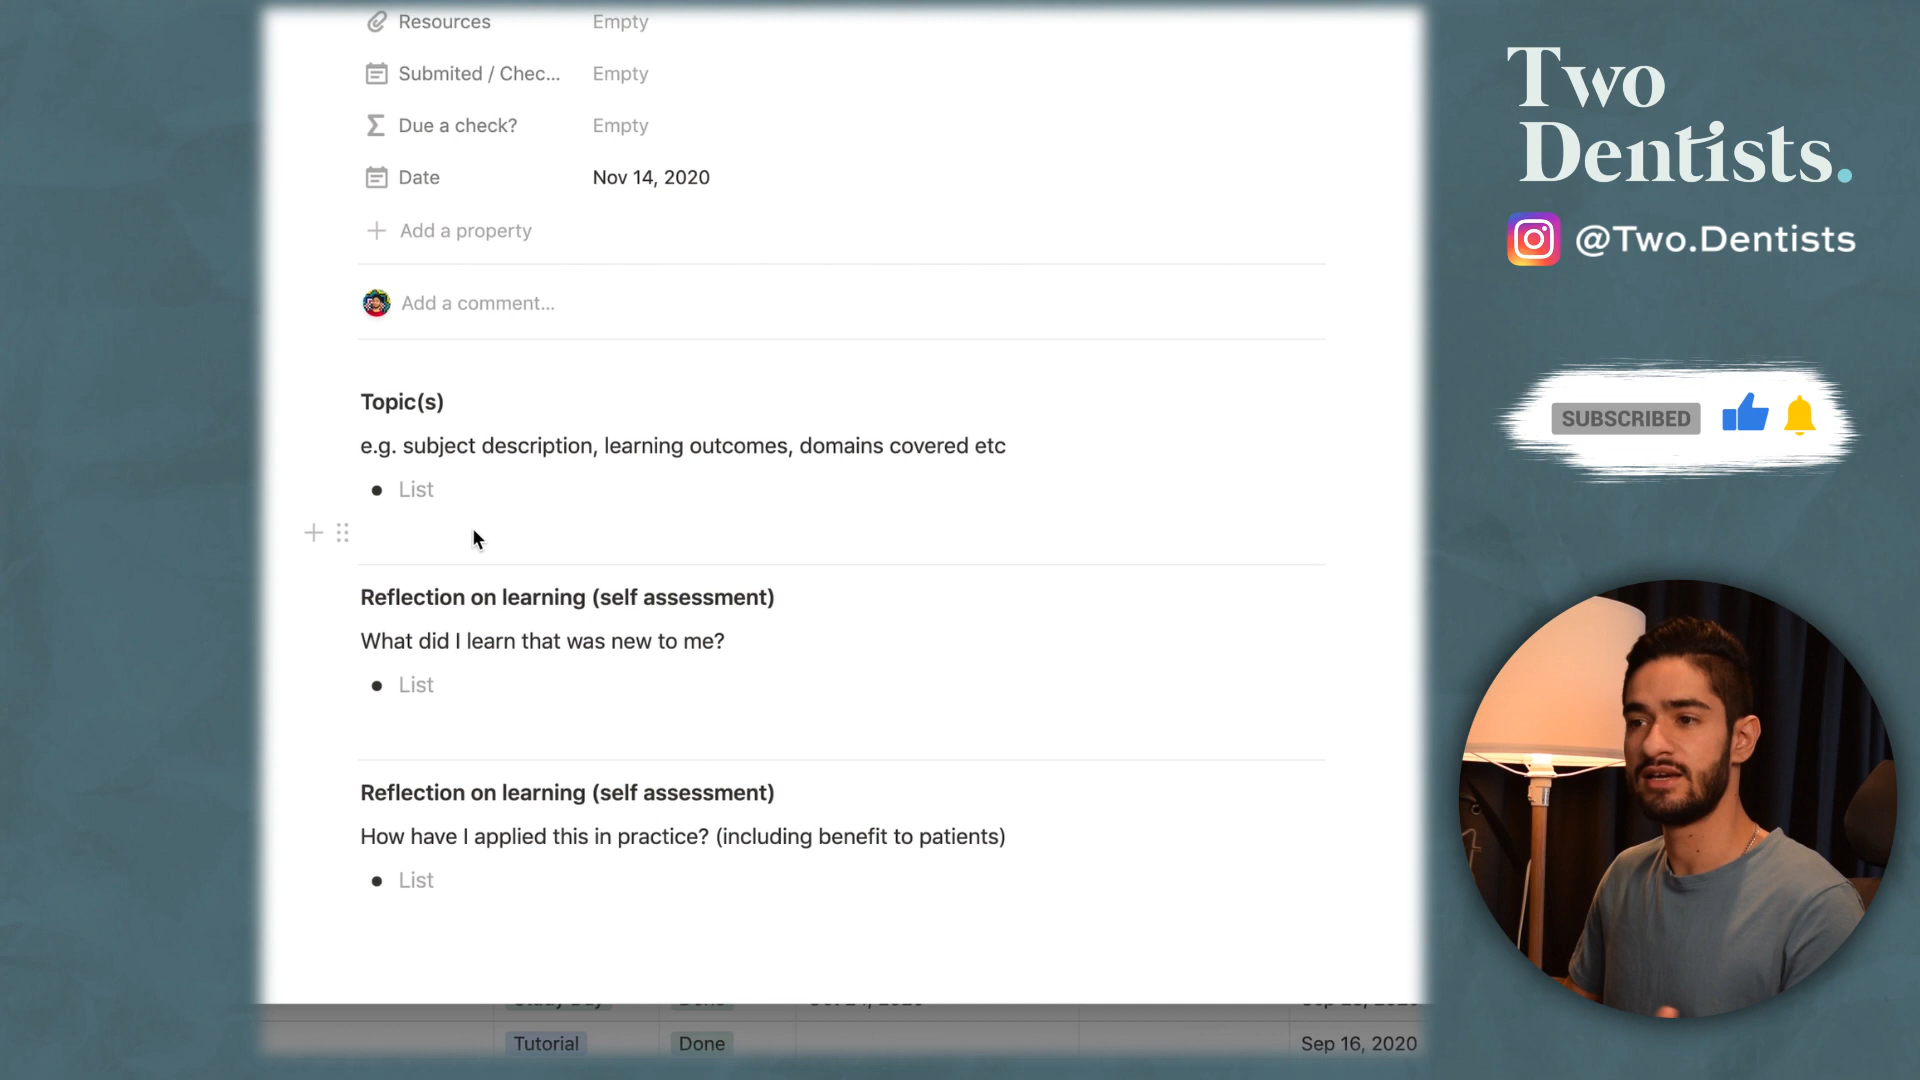 Resources Empty
Submited / Chec... Empty
Due a check? Empty
Date Nov 14, 2020
Add a property
Add a comment...
Topic(s)
e.g. subject description, learning outcomes, domains covered etc
List
Reflection on learning (self assessment)
What did I learn that was new to me?
List
Reflection on learning (self assessment)
How have I applied this in practice? (including benefit to patients)
List
Tutorial Done Sep 16, 2020
Two
Dentists.
@Two.Dentists
SUBSCRIBED